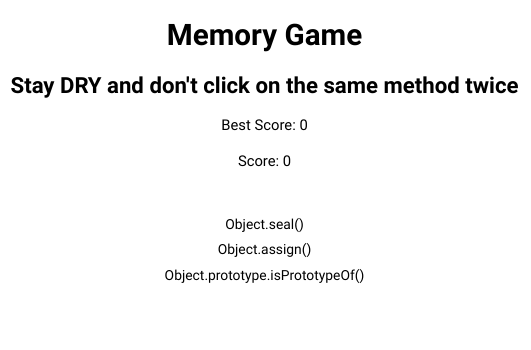 Memory Game
Stay DRY and don't click on the same method twice
Best Score: 0
Score: 0
Object.seal()
Object.assign()
Object.prototype.isPrototypeOf()